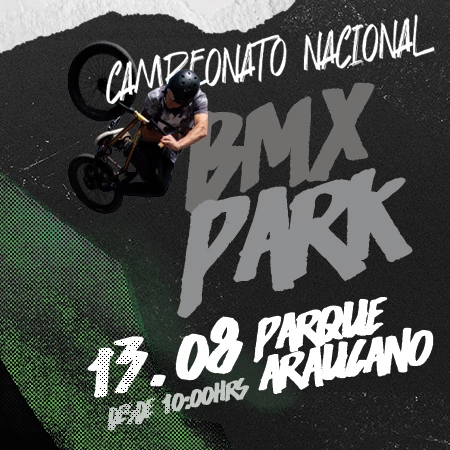 CAMPEONATO NACIONAL
BMX
PARK
13.08 PARQUE
ARAUCANO
DESDE 10:00HRS